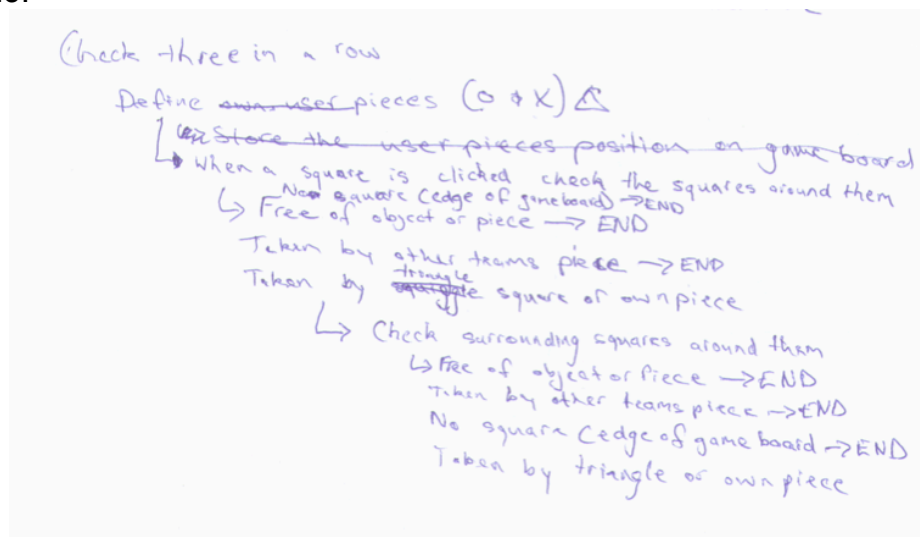 Check three in a row
Define own user pieces (O + X) △
Store the user pieces position on game board
When a square is clicked check the squares around them
No square (edge of gameboard) → END
↳ Free of object or piece → END
Taken by other teams piece → END
triangle
Taken by square or own piece
↳ Check surrounding squares around them
↳ Free of object or Piece → END
Taken by other teams piece → END
No square (edge of game board → END
Taken by triangle or own piece